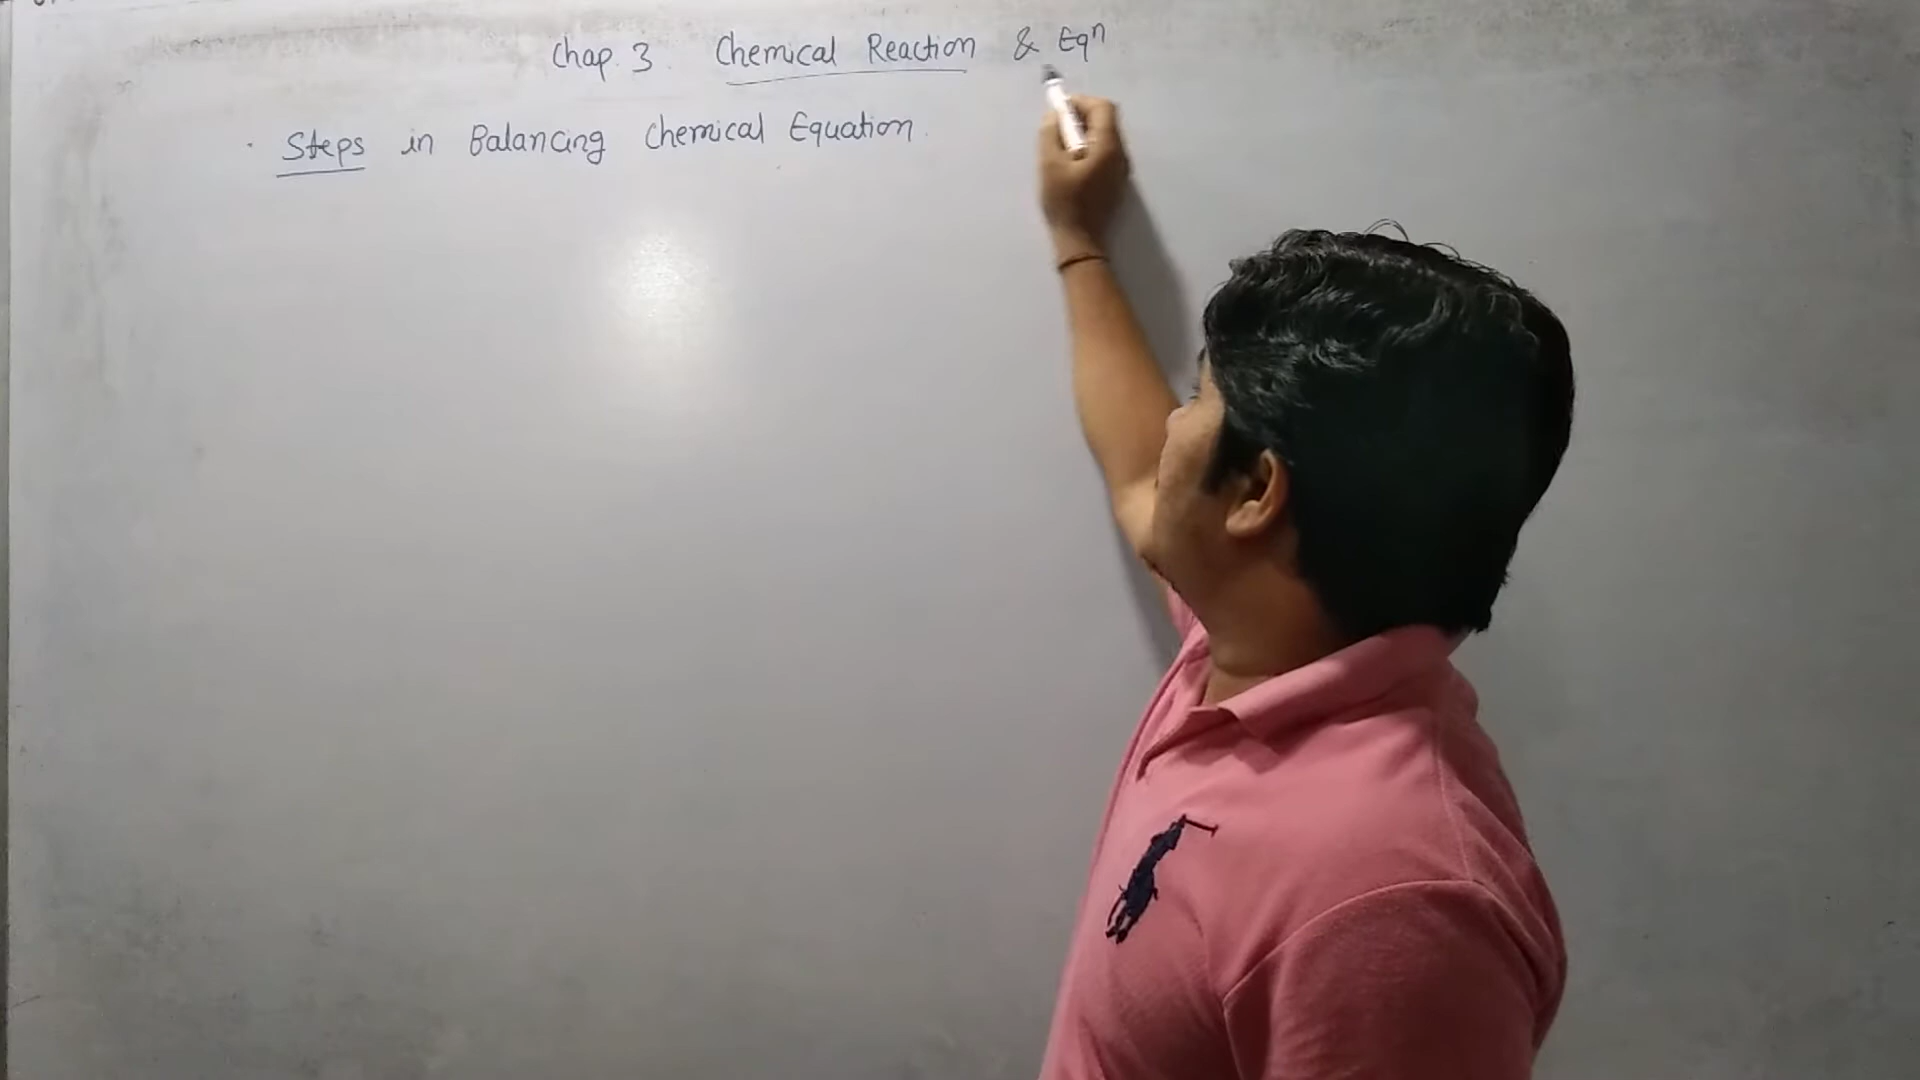 Chap. 3. Chemical Reaction & Eqn
. Steps in Balancing Chemical Equation.